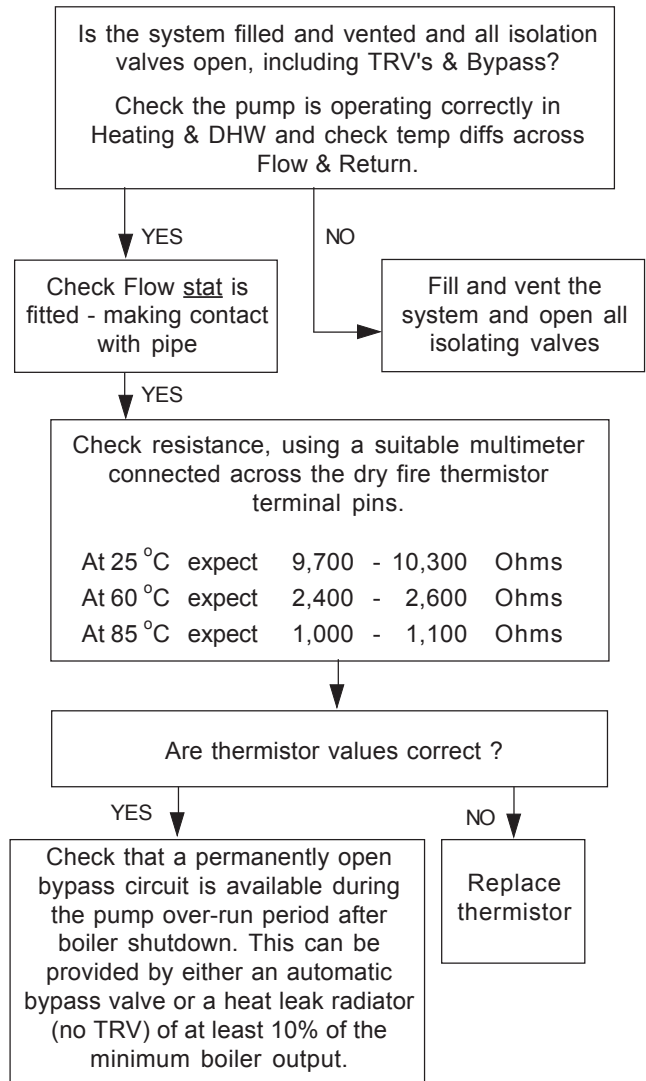 Is the system filled and vented and all isolation
valves open, including TRV's & Bypass?
Check the pump is operating correctly in
Heating & DHW and check temp diffs across
Flow & Return.
YES
NO
Check Flow stat is
fitted - making contact
with pipe
Fill and vent the
system and open all
isolating valves
YES
Check resistance, using a suitable multimeter
connected across the dry fire thermistor
terminal pins.
At 25 °C expect 9,700 - 10,300 Ohms
At 60 °C expect 2,400 - 2,600 Ohms
At 85 °C expect 1,000 - 1,100 Ohms
Are thermistor values correct ?
YES
NO
Check that a permanently open
bypass circuit is available during
the pump over-run period after
boiler shutdown. This can be
provided by either an automatic
bypass valve or a heat leak radiator
(no TRV) of at least 10% of the
minimum boiler output.
Replace
thermistor